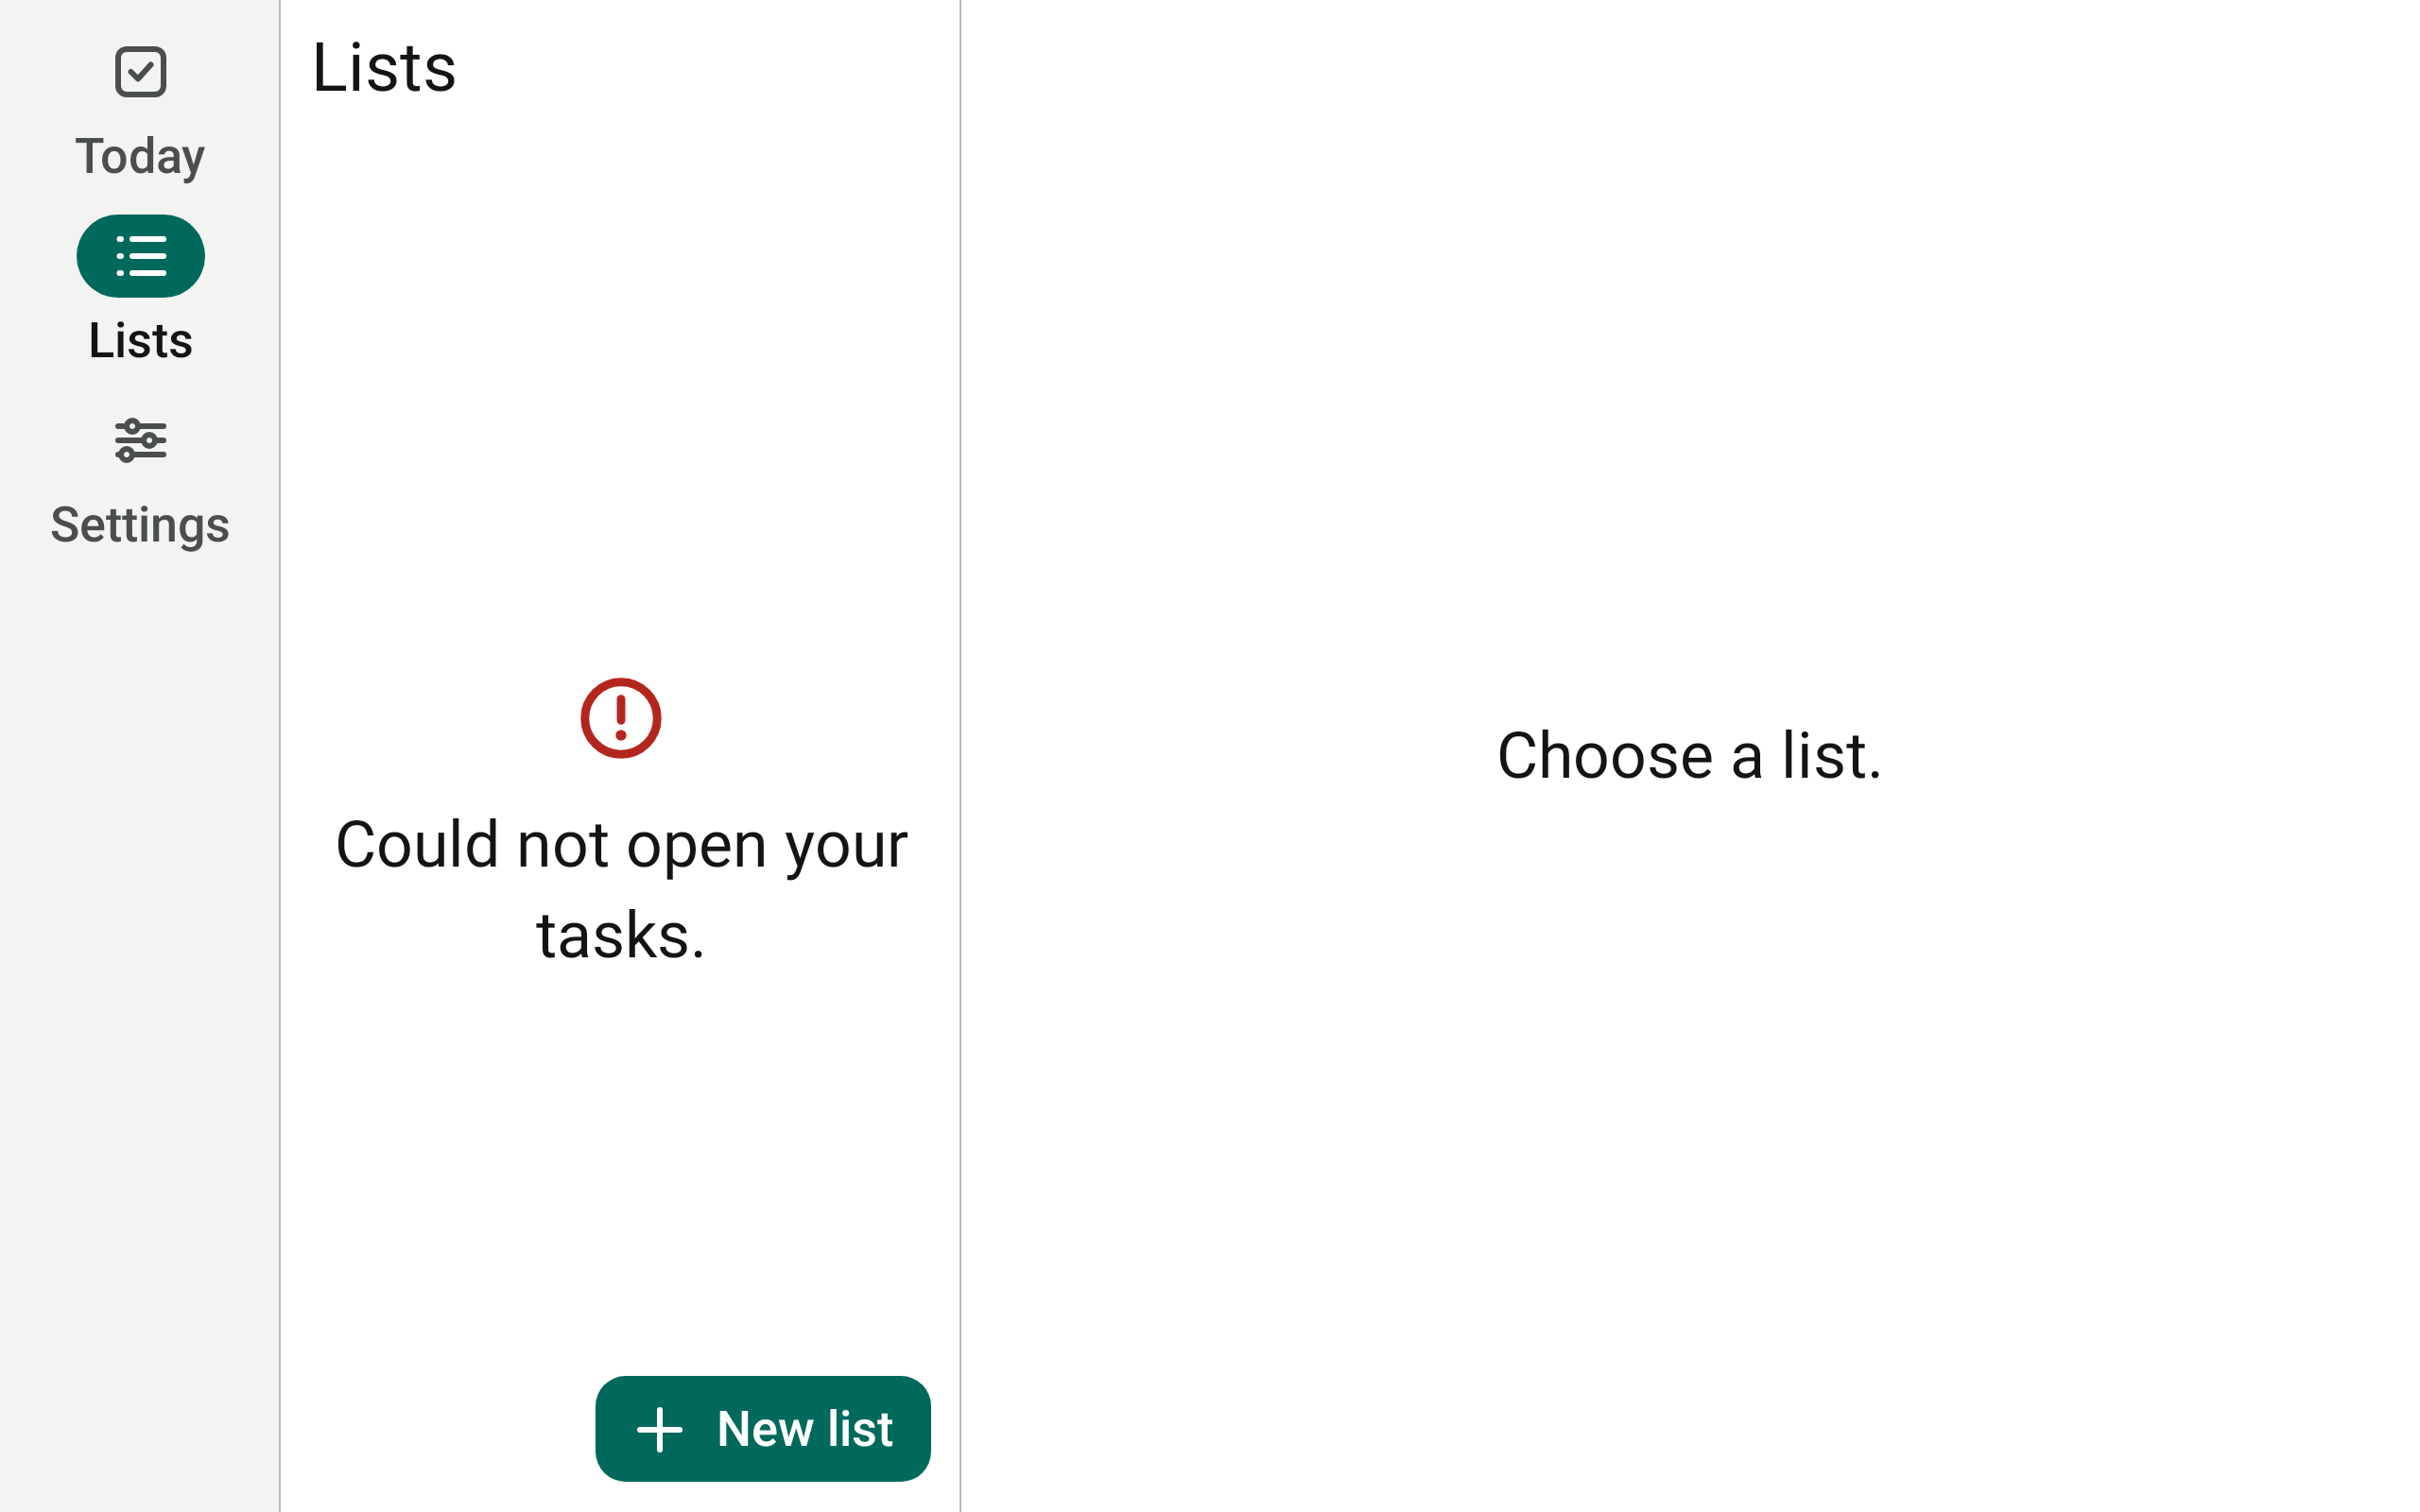 Today
Lists
Settings
Lists
Could not open your
tasks.
New list
Choose a list.